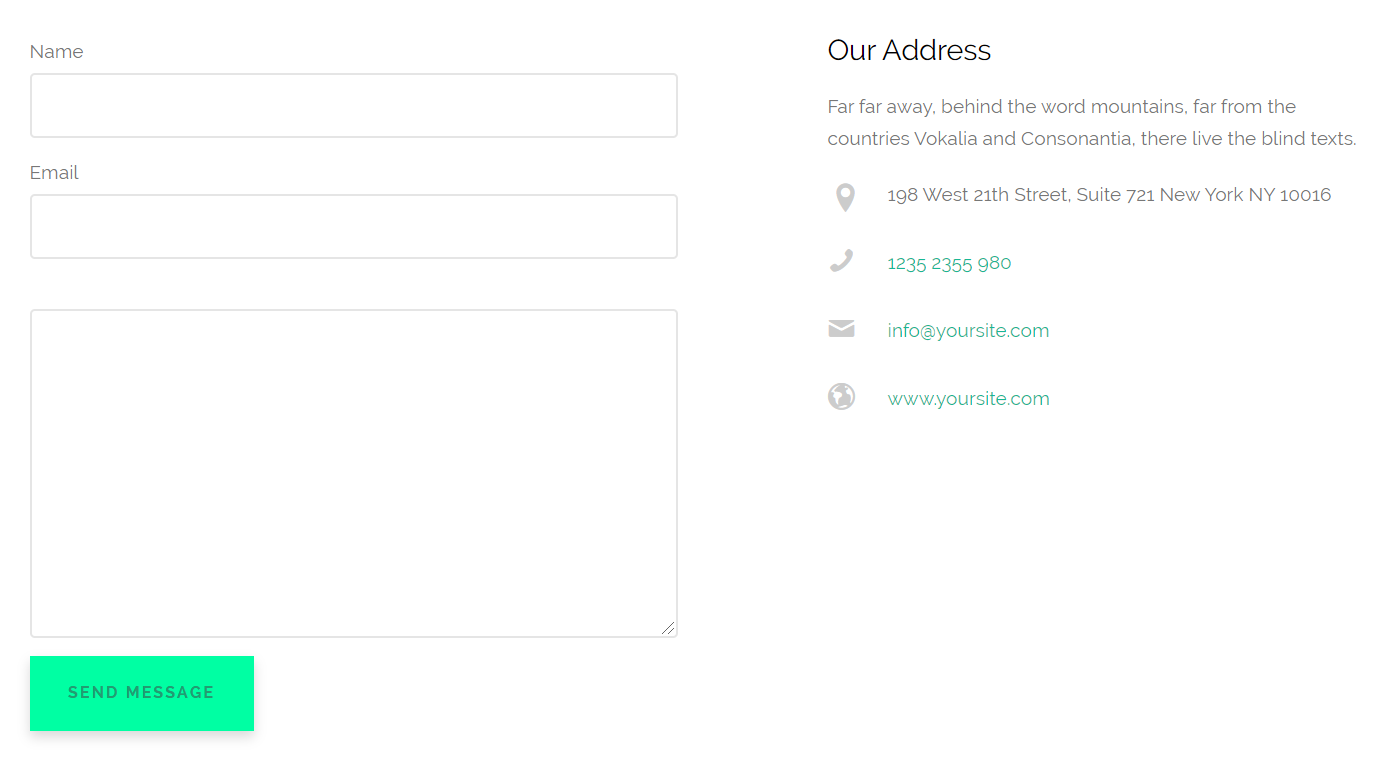 Name
Email
SEND MESSAGE
Our Address
Far far away, behind the word mountains, far from the
countries Vokalia and Consonantia, there live the blind texts.
198 West 21th Street, Suite 721 New York NY 10016
1235 2355 980
info@yoursite.com
www.yoursite.com